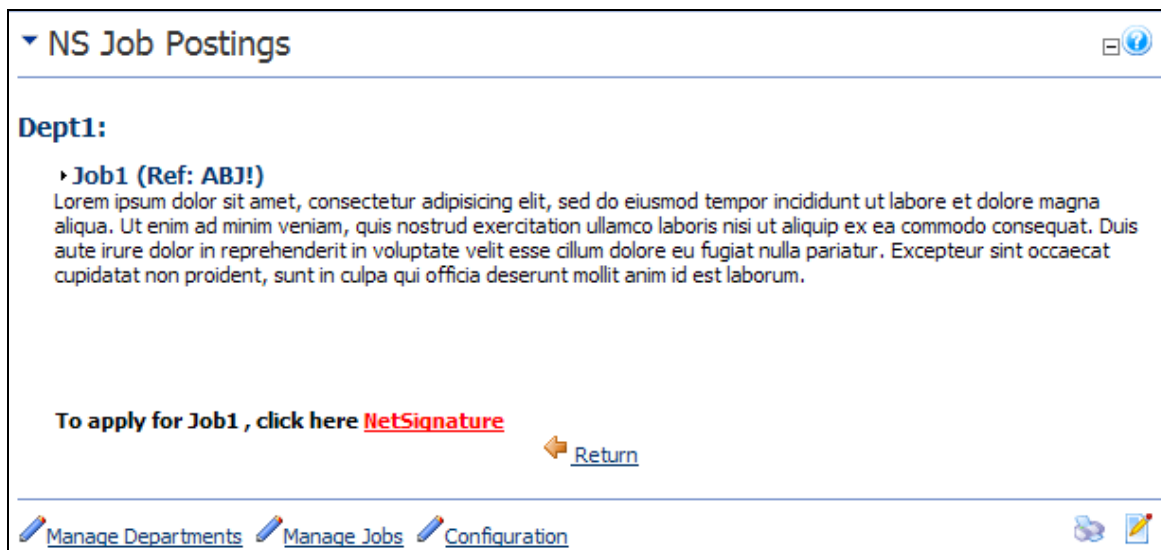 NS Job Postings
Dept1:
Job1 (Ref: ABJ!)
Lorem ipsum dolor sit amet, consectetur adipisicing elit, sed do eiusmod tempor incididunt ut labore et dolore magna
aliqua. Ut enim ad minim veniam, quis nostrud exercitation ullamco laboris nisi ut aliquip ex ea commodo consequat. Duis
aute irure dolor in reprehenderit in voluptate velit esse cillum dolore eu fugiat nulla pariatur. Excepteur sint occaecat
cupidatat non proident, sunt in culpa qui officia deserunt mollit anim id est laborum.
To apply for Job1 , click here NetSignature
Return
Manage Departments Manage Jobs Configuration